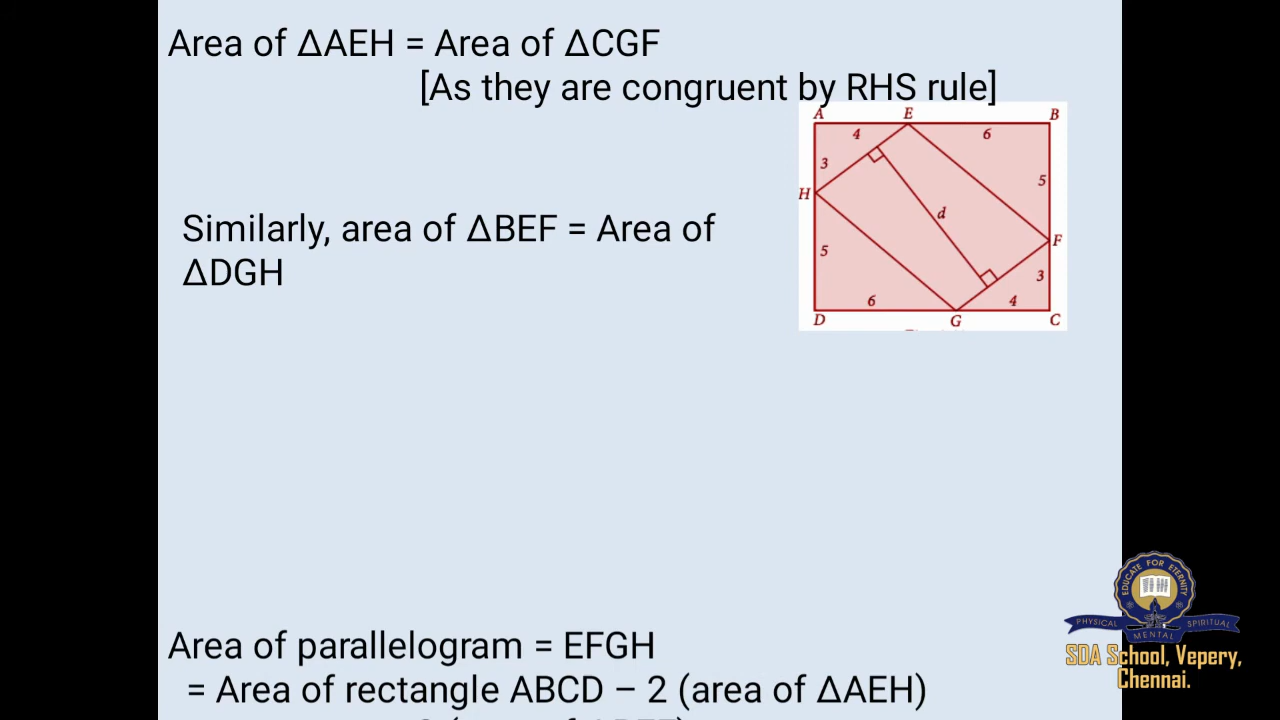 Area of ΔAEH = Area of ΔCGF
[As they are congruent by RHS rule]
A E B
4 6
3
5
H
d
F
5
3
6 4
D G C
Similarly, area of ΔBEF = Area of
ΔDGH
Area of parallelogram = EFGH
= Area of rectangle ABCD – 2 (area of ΔAEH)
EDUCATE FOR ETERNITY
PHYSICAL MENTAL SPIRITUAL
SDA School, Vepery,
Chennai.